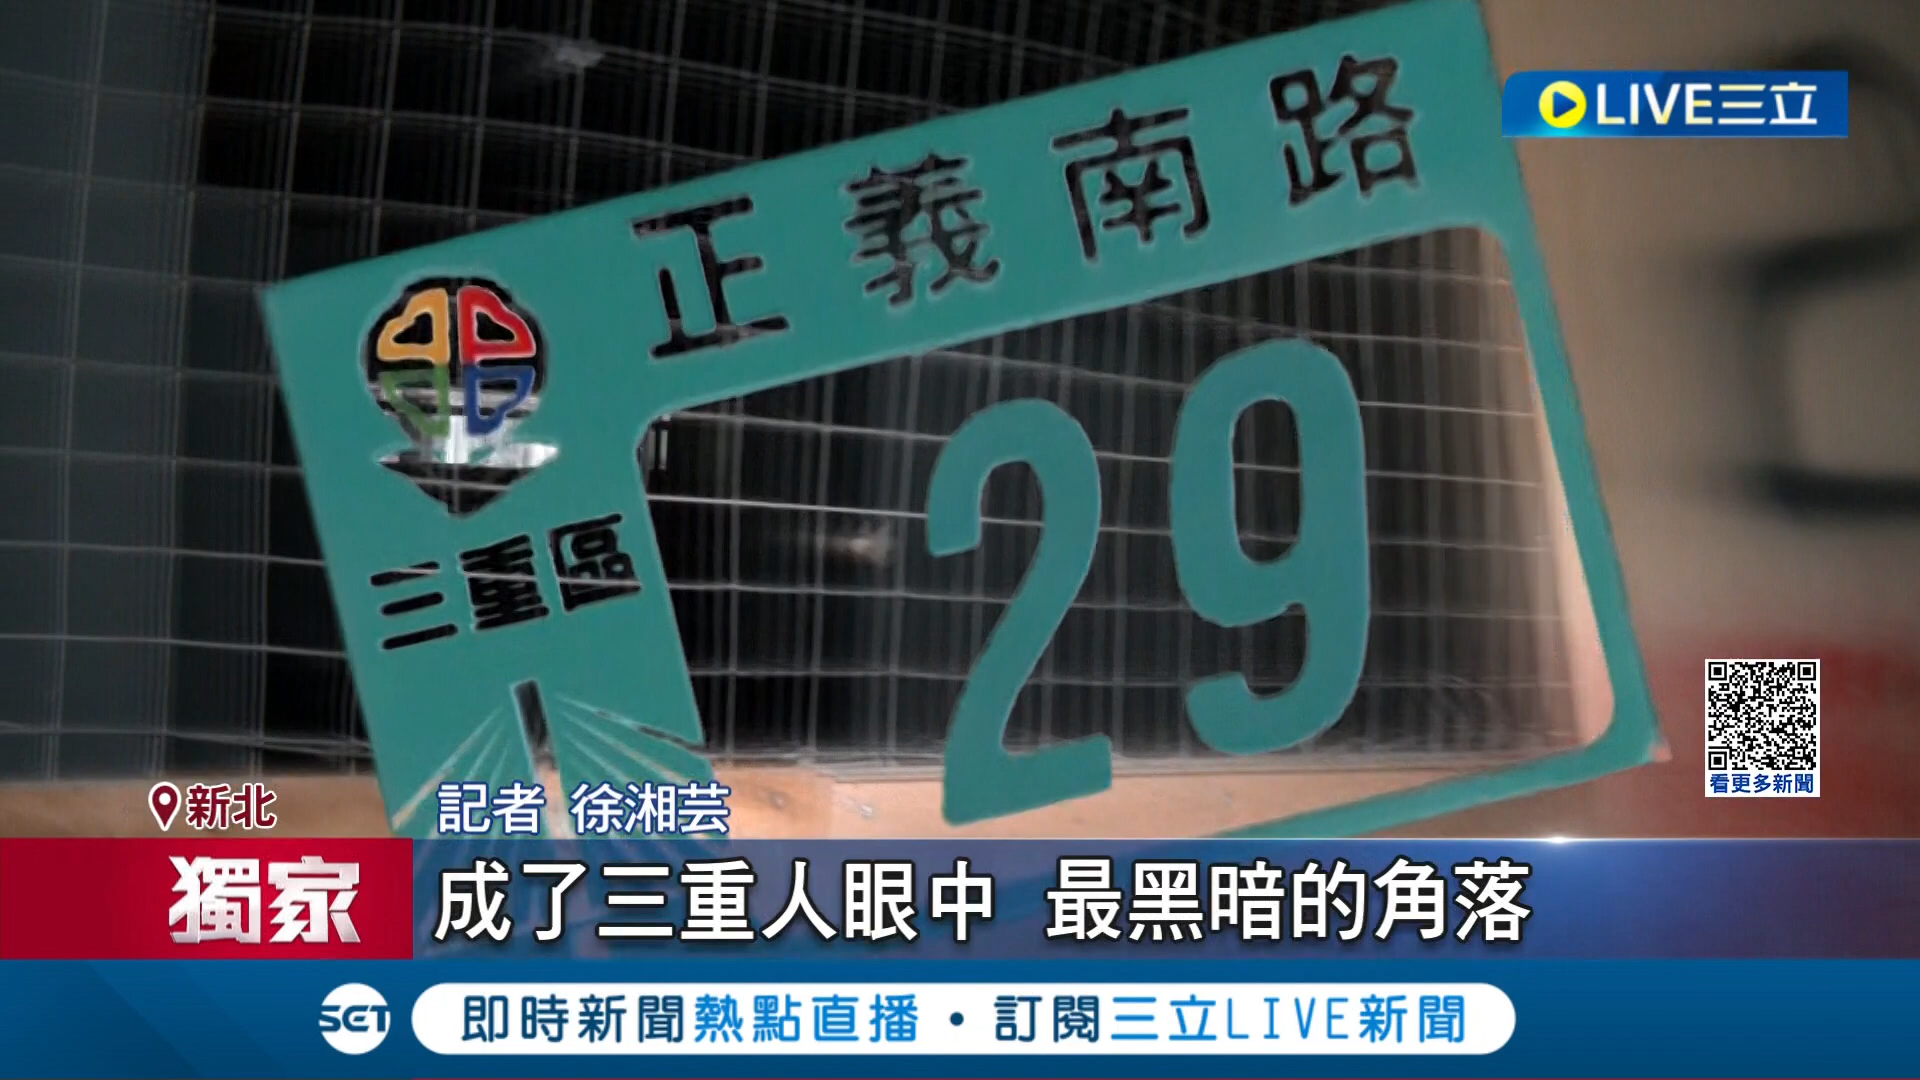 LIVE三立
正義南路
29
三重區
看更多新聞
新北
記者 徐湘芸
獨家
成了三重人眼中 最黑暗的角落
SET 即時新聞熱點直播・訂閱三立LIVE新聞